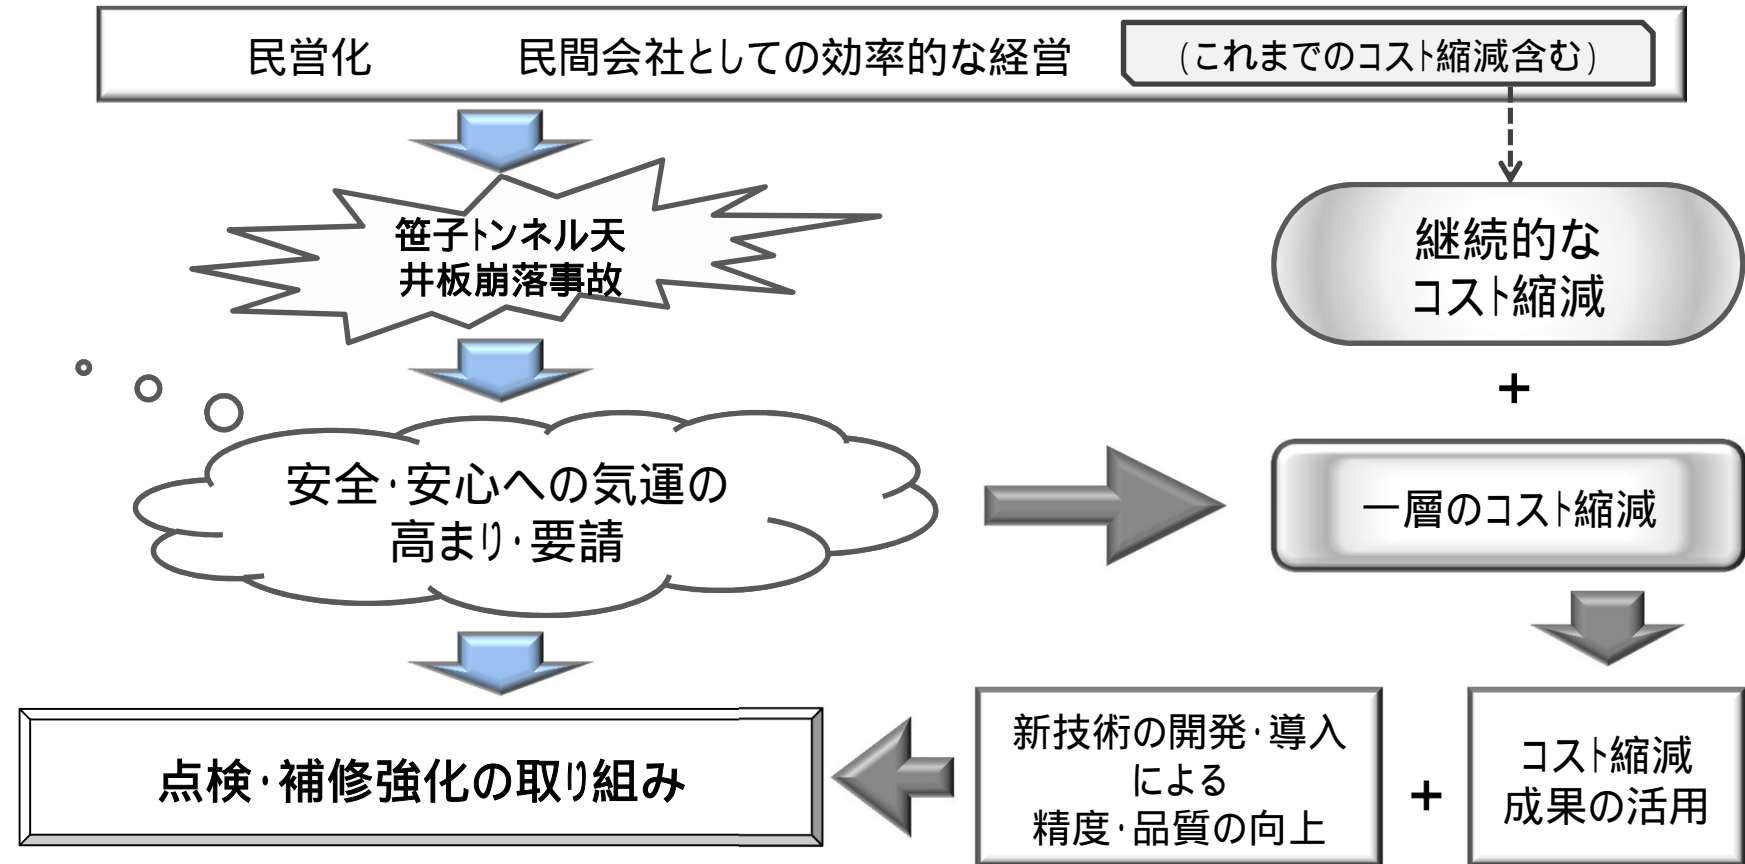 民営化 民間会社としての効率的な経営 (これまでのコスト縮減含む)
笹子トンネル天
井板崩落事故
継続的な
コスト縮減
+
安全・安心への気運の
高まり・要請
一層のコスト縮減
点検・補修強化の取り組み
新技術の開発・導入
による
精度・品質の向上
+
コスト縮減
成果の活用